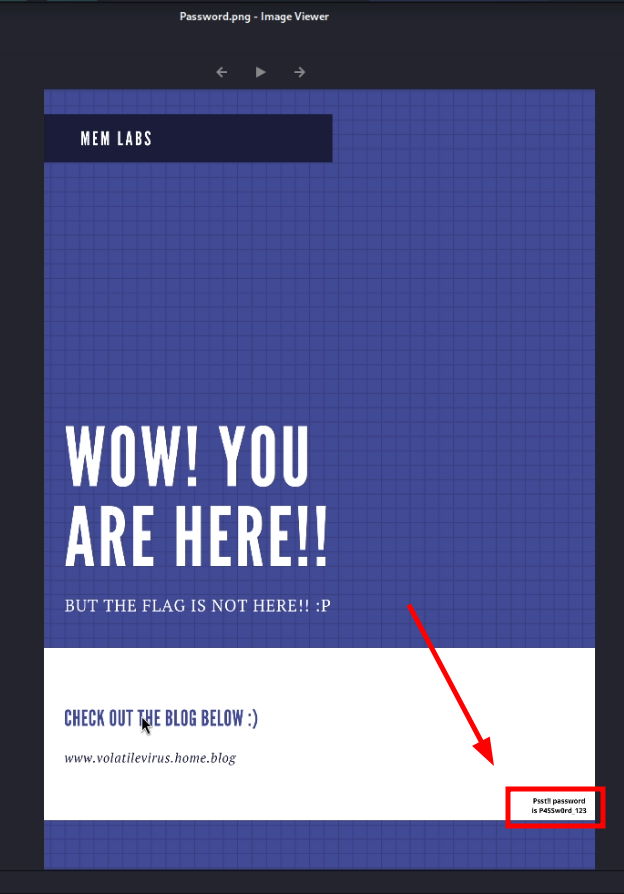 Password.png - Image Viewer
MEM LABS
WOW! YOU
ARE HERE!!
BUT THE FLAG IS NOT HERE!! :P
CHECK OUT THE BLOG BELOW :)
www.volatilevirus.home.blog
Psst!! password
is P4SSw0rd_123